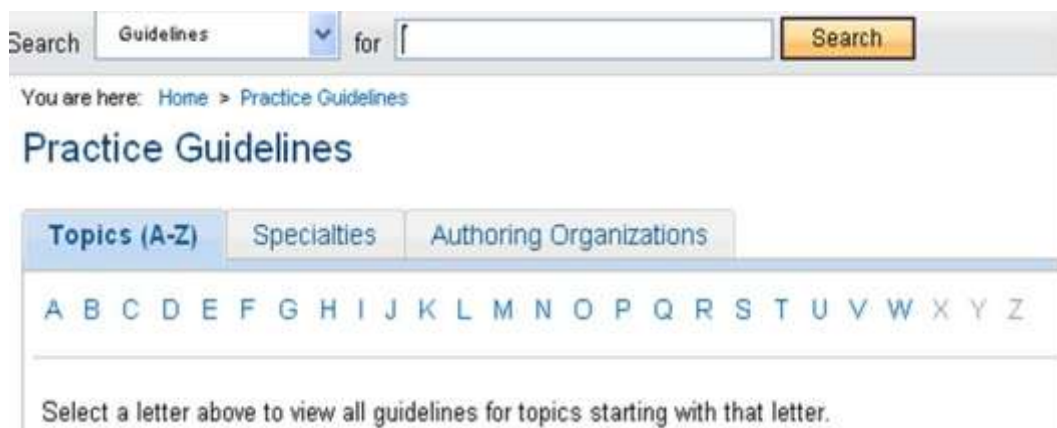 Search Guidelines for Search
You are here: Home > Practice Guidelines
Practice Guidelines
Topics (A-Z) Specialties Authoring Organizations
A B C D E F G H I J K L M N O P Q R S T U V W X Y Z
Select a letter above to view all guidelines for topics starting with that letter.